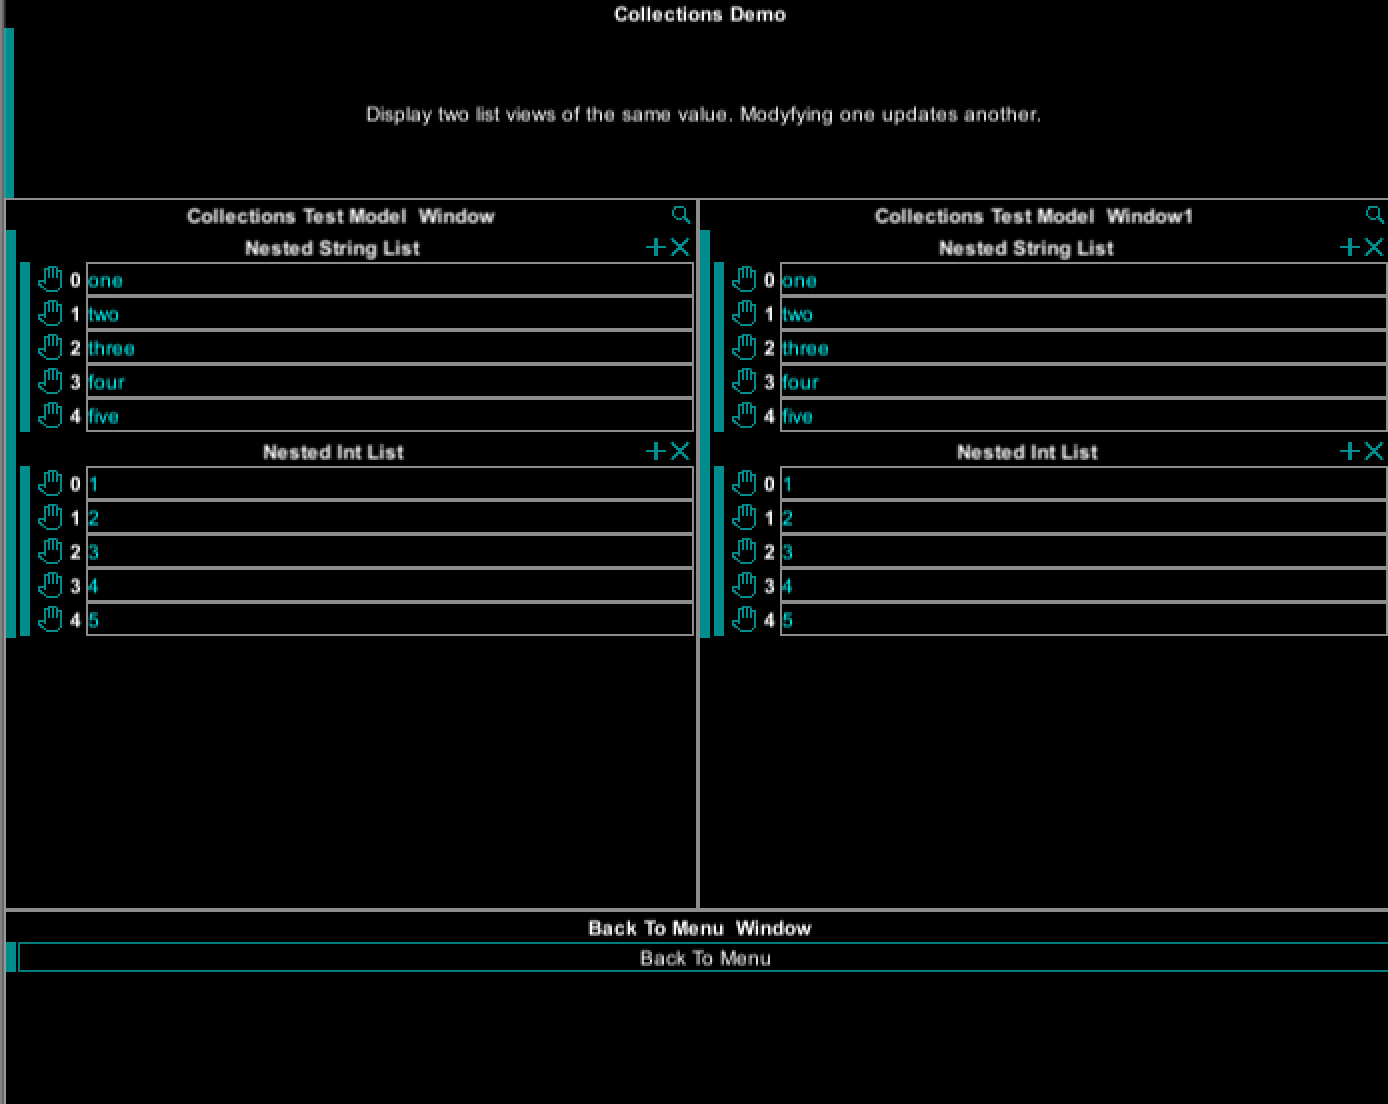 Collections Demo
Display two list views of the same value. Modyfying one updates another.
Collections Test Model  Window
Nested String List
0 one
1 two
2 three
3 four
4 five
Nested Int List
0 1
1 2
2 3
3 4
4 5
Collections Test Model  Window1
Nested String List
0 one
1 two
2 three
3 four
4 five
Nested Int List
0 1
1 2
2 3
3 4
4 5
Back To Menu  Window
Back To Menu